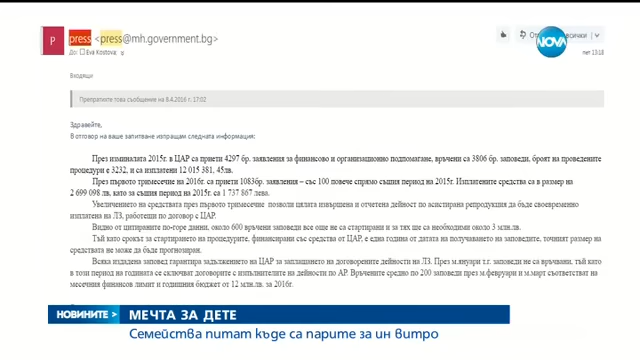 P
press <press@mh.government.bg>
До: Eva Kostova;
NOVA
пет 13:18
Входящи
Препратихте това съобщение на 8.4.2016 г. 17:02
Здравейте,
В отговор на ваше запитване изпращам следната информация:
През изминалата 2015г. в ЦАР са приети 4297 бр. заявления за финансово и организационно подпомагане, връчени са 3806 бр. заповеди, броят на проведените
процедури е 3232, и са изплатени 12 015 381, 45лв.
През първото тримесечие на 2016г. са приети 1083бр. заявления – със 100 повече спрямо същия период на 2015г. Изплатените средства са в размер на
2 699 098 лв, като за същия период на 2015г. са 1 737 867 лева.
Увеличението на средствата през първото тримесечие позволи цялата извършена и отчетена дейност по асистирана репродукция да бъде своевременно
изплатена на ЛЗ, работещи по договор с ЦАР.
Видно от цитираните по-горе данни, около 600 връчени заповеди все още не са стартирани и за тях ще са необходими около 3 млн.лв.
Тъй като срокът за стартирането на процедурите, финансирани със средства от ЦАР, е една година от датата на получаването на заповедите, точният размер на
средствата не може да бъде прогнозиран.
Всяка издадена заповед гарантира задължението на ЦАР за заплащането на договорените дейности на ЛЗ. През м.януари т.г. заповеди не са връчвани, тъй като
в този период на годината се сключват договорите с изпълнителите на дейности по АР. Връчените средно по 200 заповеди през м.февруари и м.март съответстват на
месечния финансов лимит и годишния бюджет от 12 млн.лв. за 2016г.
НОВИНИТЕ
МЕЧТА ЗА ДЕТЕ
Семейства питат къде са парите за ин витро